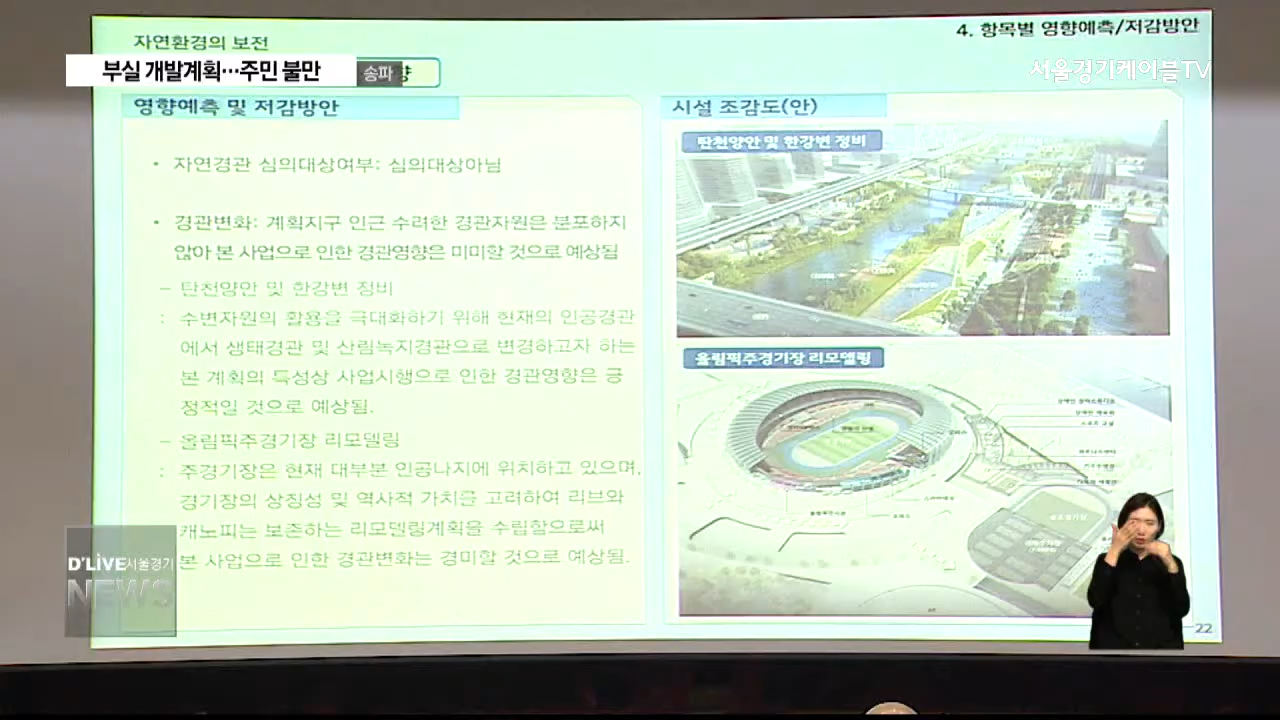 자연환경의 보전
4. 항목별 영향예측/저감방안
부실 개발계획…주민 불만
송파
서울경기케이블TV
영향예측 및 저감방안
시설 조감도(안)
• 자연경관 심의대상여부: 심의대상아님
• 경관변화: 계획지구 인근 수려한 경관자원은 분포하지
않아 본 사업으로 인한 경관영향은 미미할 것으로 예상됨
– 탄천양안 및 한강변 정비
: 수변자원의 활용을 극대화하기 위해 현재의 인공경관
에서 생태경관 및 산림녹지경관으로 변경하고자 하는
본 계획의 특성상 사업시행으로 인한 경관영향은 긍
정적일 것으로 예상됨.
– 올림픽주경기장 리모델링
: 주경기장은 현재 대부분 인공나지에 위치하고 있으며,
경기장의 상징성 및 역사적 가치를 고려하여 리브와
캐노피는 보존하는 리모델링계획을 수립함으로써
본 사업으로 인한 경관변화는 경미할 것으로 예상됨.
탄천양안 및 한강변 정비
올림픽주경기장 리모델링
D'LIVE서울경기
NEWS
22